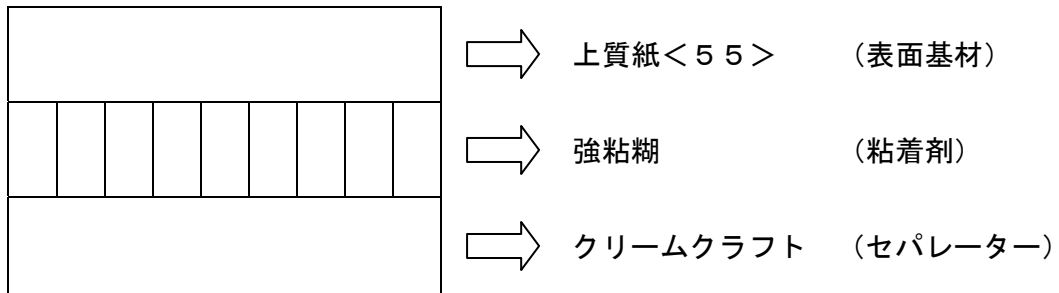 上質紙＜５５＞　　（表面基材）
強粘糊　　（粘着剤）
クリームクラフト　（セパレーター）